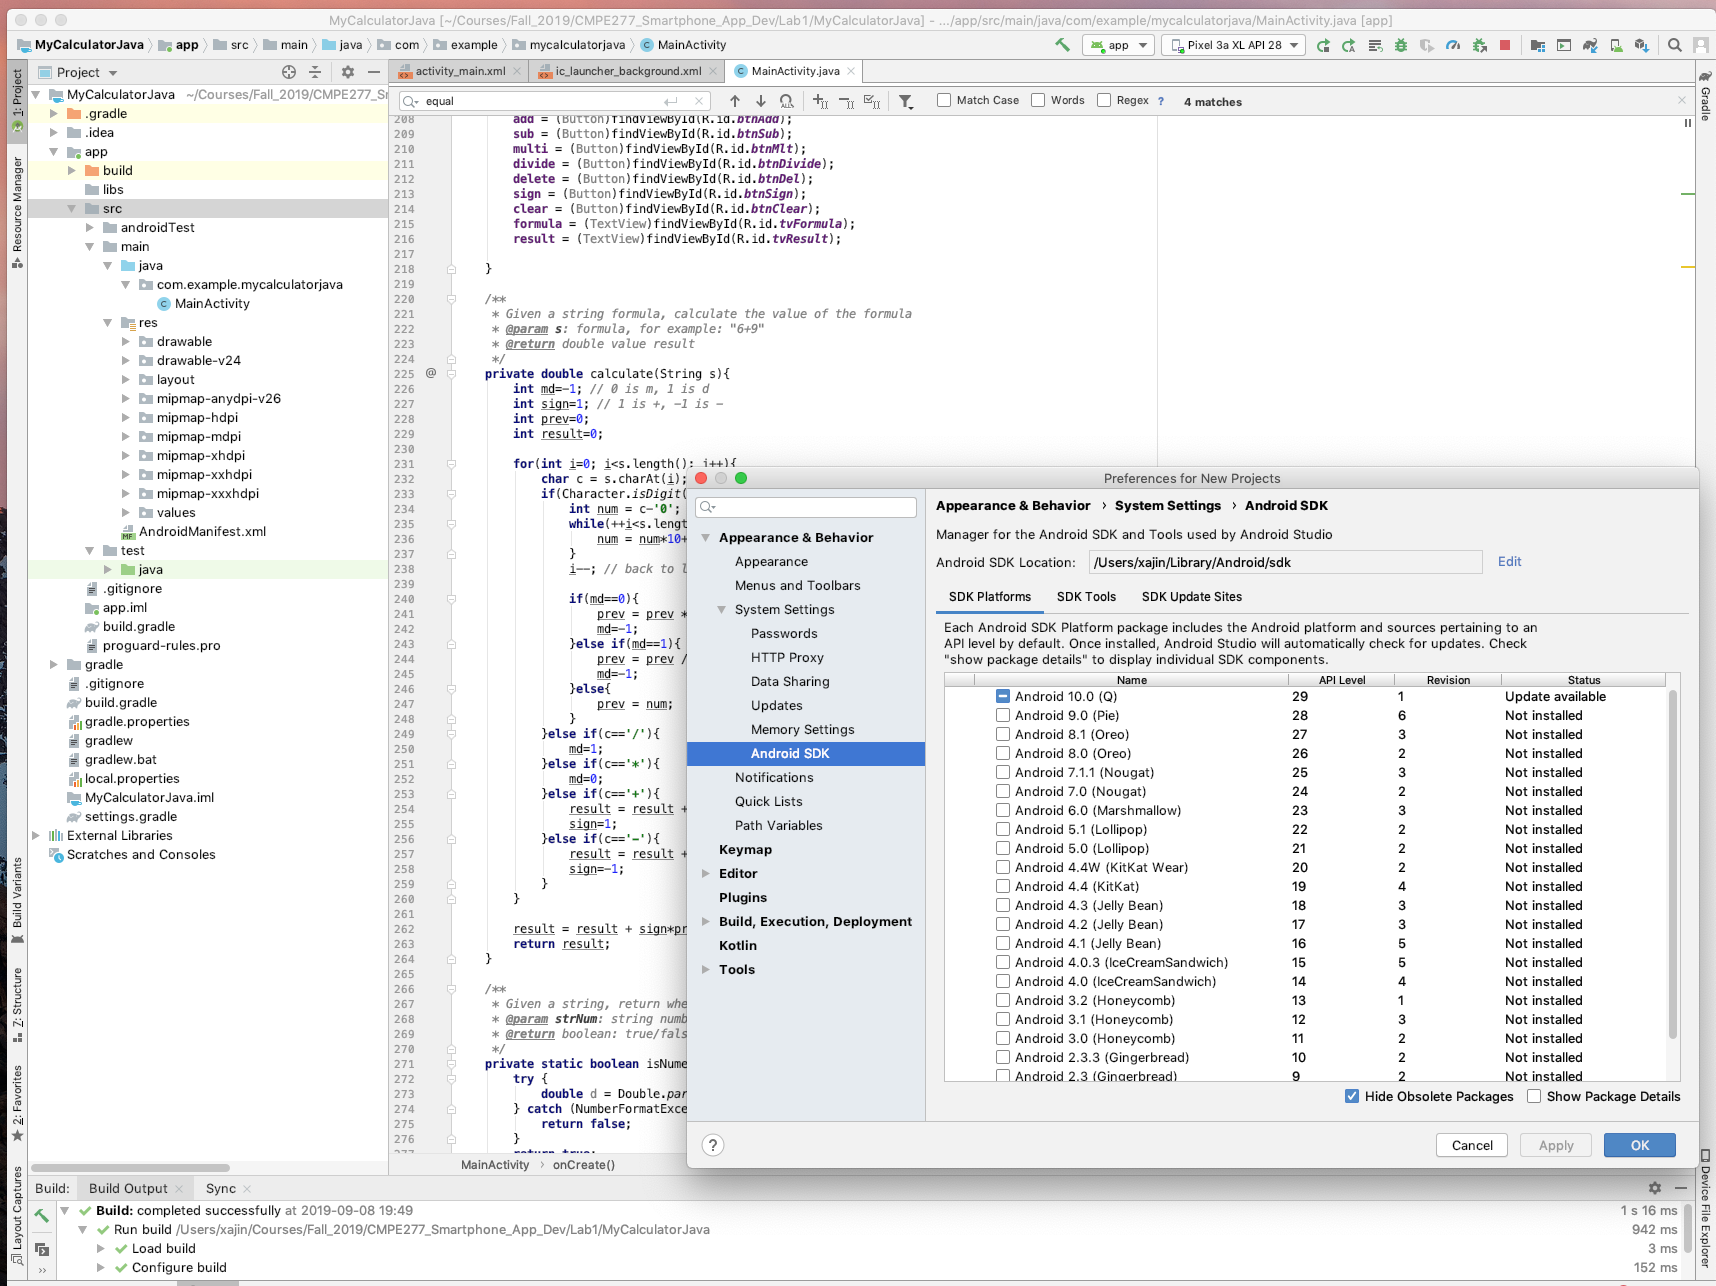 MyCalculatorJava [~/Courses/Fall_2019/CMPE277_Smartphone_App_Dev/Lab1/MyCalculatorJava] - .../app/src/main/java/com/example/mycalculatorjava/MainActivity.java [app]
MyCalculatorJava app src main java com example mycalculatorjava MainActivity app Pixel 3a XL API 28
Project
activity_main.xml
ic_launcher_background.xml
MainActivity.java
1: Project
Resource Manager
Build Variants
Z: Structure
2: Favorites
Layout Captures
Gradle
Device File Explorer
MyCalculatorJava ~/Courses/Fall_2019/CMPE277_S
.gradle
.idea
app
build
libs
src
androidTest
main
java
com.example.mycalculatorjava
MainActivity
res
drawable
drawable-v24
layout
mipmap-anydpi-v26
mipmap-hdpi
mipmap-mdpi
mipmap-xhdpi
mipmap-xxhdpi
mipmap-xxxhdpi
values
AndroidManifest.xml
test
java
.gitignore
app.iml
build.gradle
proguard-rules.pro
gradle
.gitignore
build.gradle
gradle.properties
gradlew
gradlew.bat
local.properties
MyCalculatorJava.iml
settings.gradle
External Libraries
Scratches and Consoles
equal
Match Case Words Regex ? 4 matches
208 add = (Button)findViewById(R.id.btnAdd);
209 sub = (Button)findViewById(R.id.btnSub);
210 multi = (Button)findViewById(R.id.btnMlt);
211 divide = (Button)findViewById(R.id.btnDivide);
212 delete = (Button)findViewById(R.id.btnDel);
213 sign = (Button)findViewById(R.id.btnSign);
214 clear = (Button)findViewById(R.id.btnClear);
215 formula = (TextView)findViewById(R.id.tvFormula);
216 result = (TextView)findViewById(R.id.tvResult);
217
218 }
219
220 /**
221 * Given a string formula, calculate the value of the formula
222 * @param s: formula, for example: "6+9"
223 * @return double value result
224 */
225 @ private double calculate(String s){
226 int md=-1; // 0 is m, 1 is d
227 int sign=1; // 1 is +, -1 is -
228 int prev=0;
229 int result=0;
230
231 for(int i=0; i<s.length(); i++){
232 char c = s.charAt(i);
233 if(Character.isDigit(
234 int num = c-'0';
235 while(++i<s.lengt
236 num = num*10+
237 }
238 i--; // back to l
239
240 if(md==0){
241 prev = prev *
242 md=-1;
243 }else if(md==1){
244 prev = prev /
245 md=-1;
246 }else{
247 prev = num;
248 }
249 }else if(c=='/'){
250 md=1;
251 }else if(c=='*'){
252 md=0;
253 }else if(c=='+'){
254 result = result +
255 sign=1;
256 }else if(c=='-'){
257 result = result +
258 sign=-1;
259 }
260 }
261
262 result = result + sign*pr
263 return result;
264 }
265
266 /**
267 * Given a string, return whe
268 * @param strNum: string numb
269 * @return boolean: true/fals
270 */
271 private static boolean isNume
272 try {
273 double d = Double.par
274 } catch (NumberFormatExce
275 return false;
276 }
277 return true;
MainActivity onCreate()
Preferences for New Projects
Appearance & Behavior
Appearance
Menus and Toolbars
System Settings
Passwords
HTTP Proxy
Data Sharing
Updates
Memory Settings
Android SDK
Notifications
Quick Lists
Path Variables
Keymap
Editor
Plugins
Build, Execution, Deployment
Kotlin
Tools
Appearance & Behavior › System Settings › Android SDK
Manager for the Android SDK and Tools used by Android Studio
Android SDK Location: /Users/xajin/Library/Android/sdk Edit
SDK Platforms SDK Tools SDK Update Sites
Each Android SDK Platform package includes the Android platform and sources pertaining to an
API level by default. Once installed, Android Studio will automatically check for updates. Check
"show package details" to display individual SDK components.
Name API Level Revision Status
Android 10.0 (Q) 29 1 Update available
Android 9.0 (Pie) 28 6 Not installed
Android 8.1 (Oreo) 27 3 Not installed
Android 8.0 (Oreo) 26 2 Not installed
Android 7.1.1 (Nougat) 25 3 Not installed
Android 7.0 (Nougat) 24 2 Not installed
Android 6.0 (Marshmallow) 23 3 Not installed
Android 5.1 (Lollipop) 22 2 Not installed
Android 5.0 (Lollipop) 21 2 Not installed
Android 4.4W (KitKat Wear) 20 2 Not installed
Android 4.4 (KitKat) 19 4 Not installed
Android 4.3 (Jelly Bean) 18 3 Not installed
Android 4.2 (Jelly Bean) 17 3 Not installed
Android 4.1 (Jelly Bean) 16 5 Not installed
Android 4.0.3 (IceCreamSandwich) 15 5 Not installed
Android 4.0 (IceCreamSandwich) 14 4 Not installed
Android 3.2 (Honeycomb) 13 1 Not installed
Android 3.1 (Honeycomb) 12 3 Not installed
Android 3.0 (Honeycomb) 11 2 Not installed
Android 2.3.3 (Gingerbread) 10 2 Not installed
Android 2.3 (Gingerbread) 9 2 Not installed
Hide Obsolete Packages Show Package Details
? Cancel Apply OK
Build: Build Output Sync
Build: completed successfully at 2019-09-08 19:49 1 s 16 ms
Run build /Users/xajin/Courses/Fall_2019/CMPE277_Smartphone_App_Dev/Lab1/MyCalculatorJava 942 ms
Load build 3 ms
Configure build 152 ms